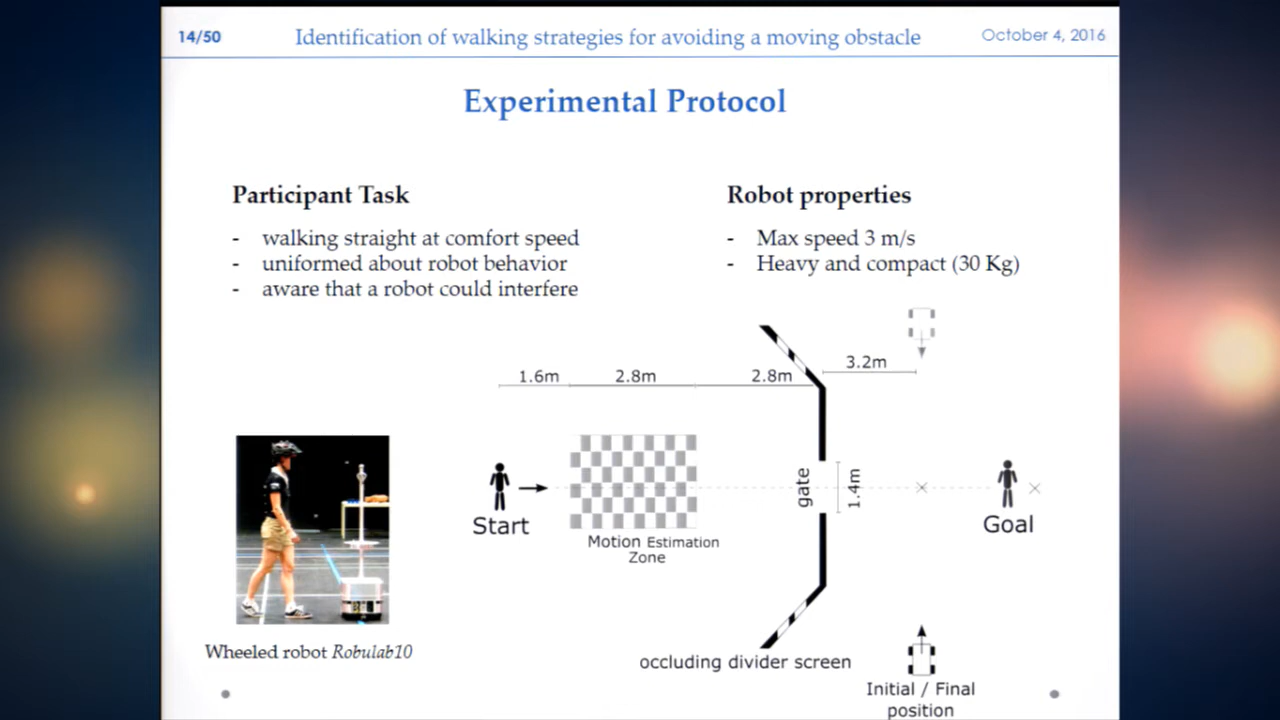 14/50
Identification of walking strategies for avoiding a moving obstacle
October 4, 2016
Experimental Protocol
Participant Task
- walking straight at comfort speed
- uniformed about robot behavior
- aware that a robot could interfere
Robot properties
- Max speed 3 m/s
- Heavy and compact (30 Kg)
1.6m
2.8m
2.8m
3.2m
gate
1.4m
Start
Motion Estimation
Zone
Goal
Wheeled robot Robulab10
occluding divider screen
Initial / Final
position